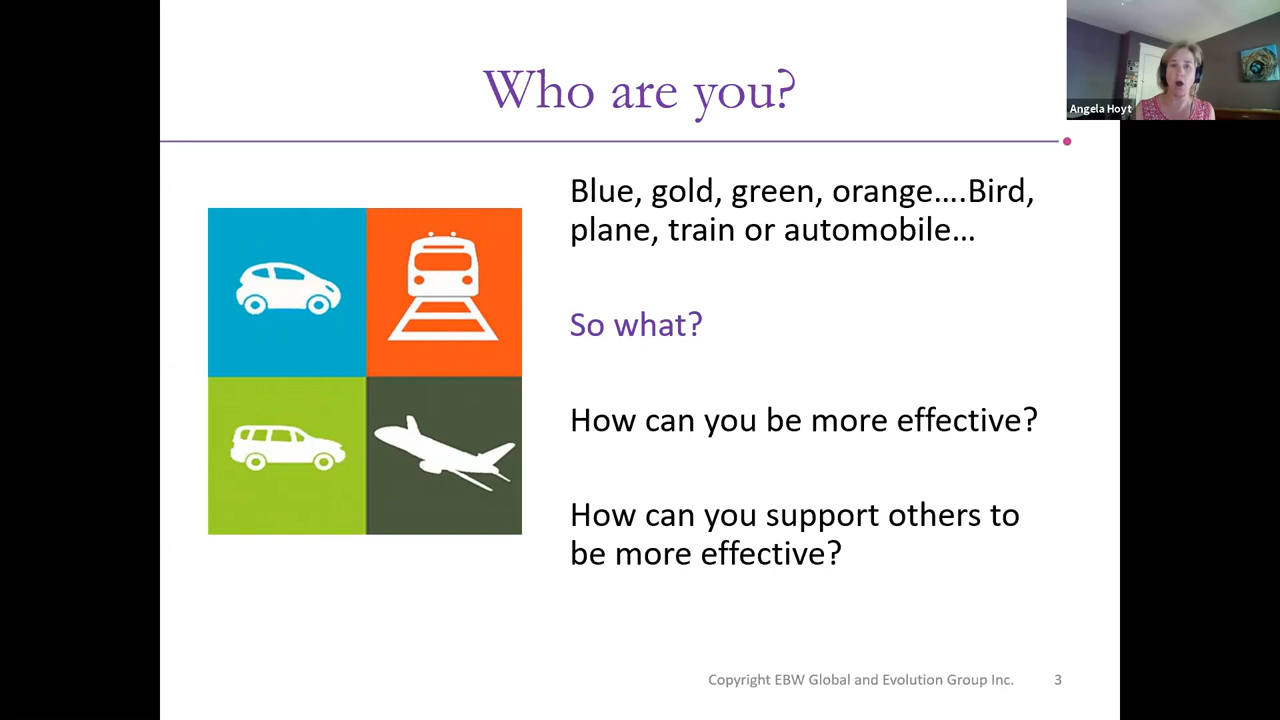 Who are you?
Angela Hoyt
Blue, gold, green, orange….Bird,
plane, train or automobile…
So what?
How can you be more effective?
How can you support others to
be more effective?
Copyright EBW Global and Evolution Group Inc. 3